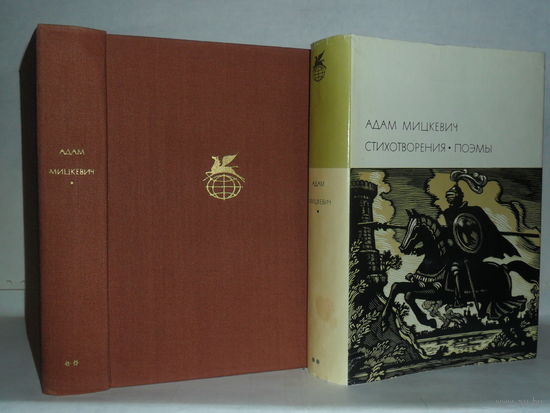 АДАМ
МИЦКЕВИЧ
АДАМ МИЦКЕВИЧ
СТИХОТВОРЕНИЯ • ПОЭМЫ
АДАМ
МИЦКЕВИЧ